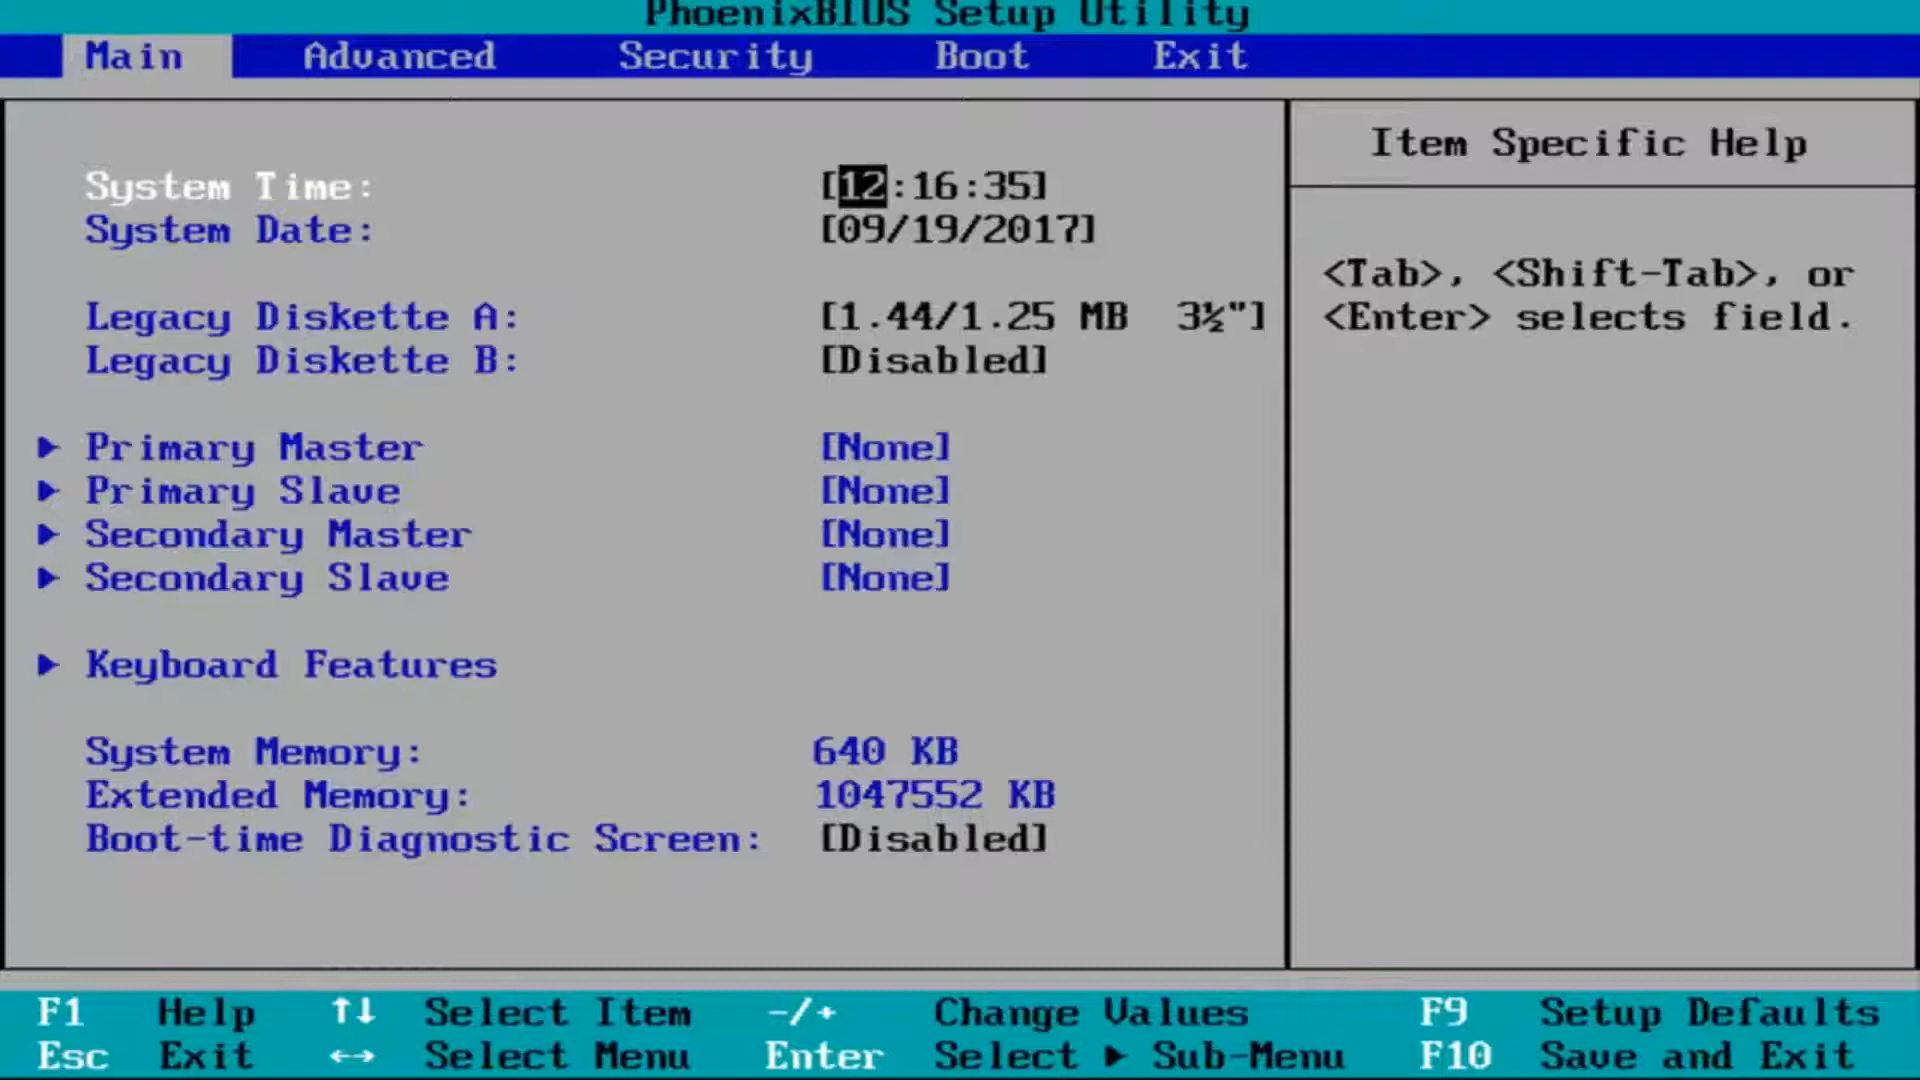 PhoenixBIOS Setup Utility
Main Advanced Security Boot Exit
Item Specific Help
System Time: [12:16:35]
System Date: [09/19/2017]
<Tab>, <Shift-Tab>, or
<Enter> selects field.
Legacy Diskette A: [1.44/1.25 MB 3½"]
Legacy Diskette B: [Disabled]
▶ Primary Master [None]
▶ Primary Slave [None]
▶ Secondary Master [None]
▶ Secondary Slave [None]
▶ Keyboard Features
System Memory: 640 KB
Extended Memory: 1047552 KB
Boot-time Diagnostic Screen: [Disabled]
F1 Help ↑↓ Select Item -/+ Change Values F9 Setup Defaults
Esc Exit ↔ Select Menu Enter Select ▶ Sub-Menu F10 Save and Exit